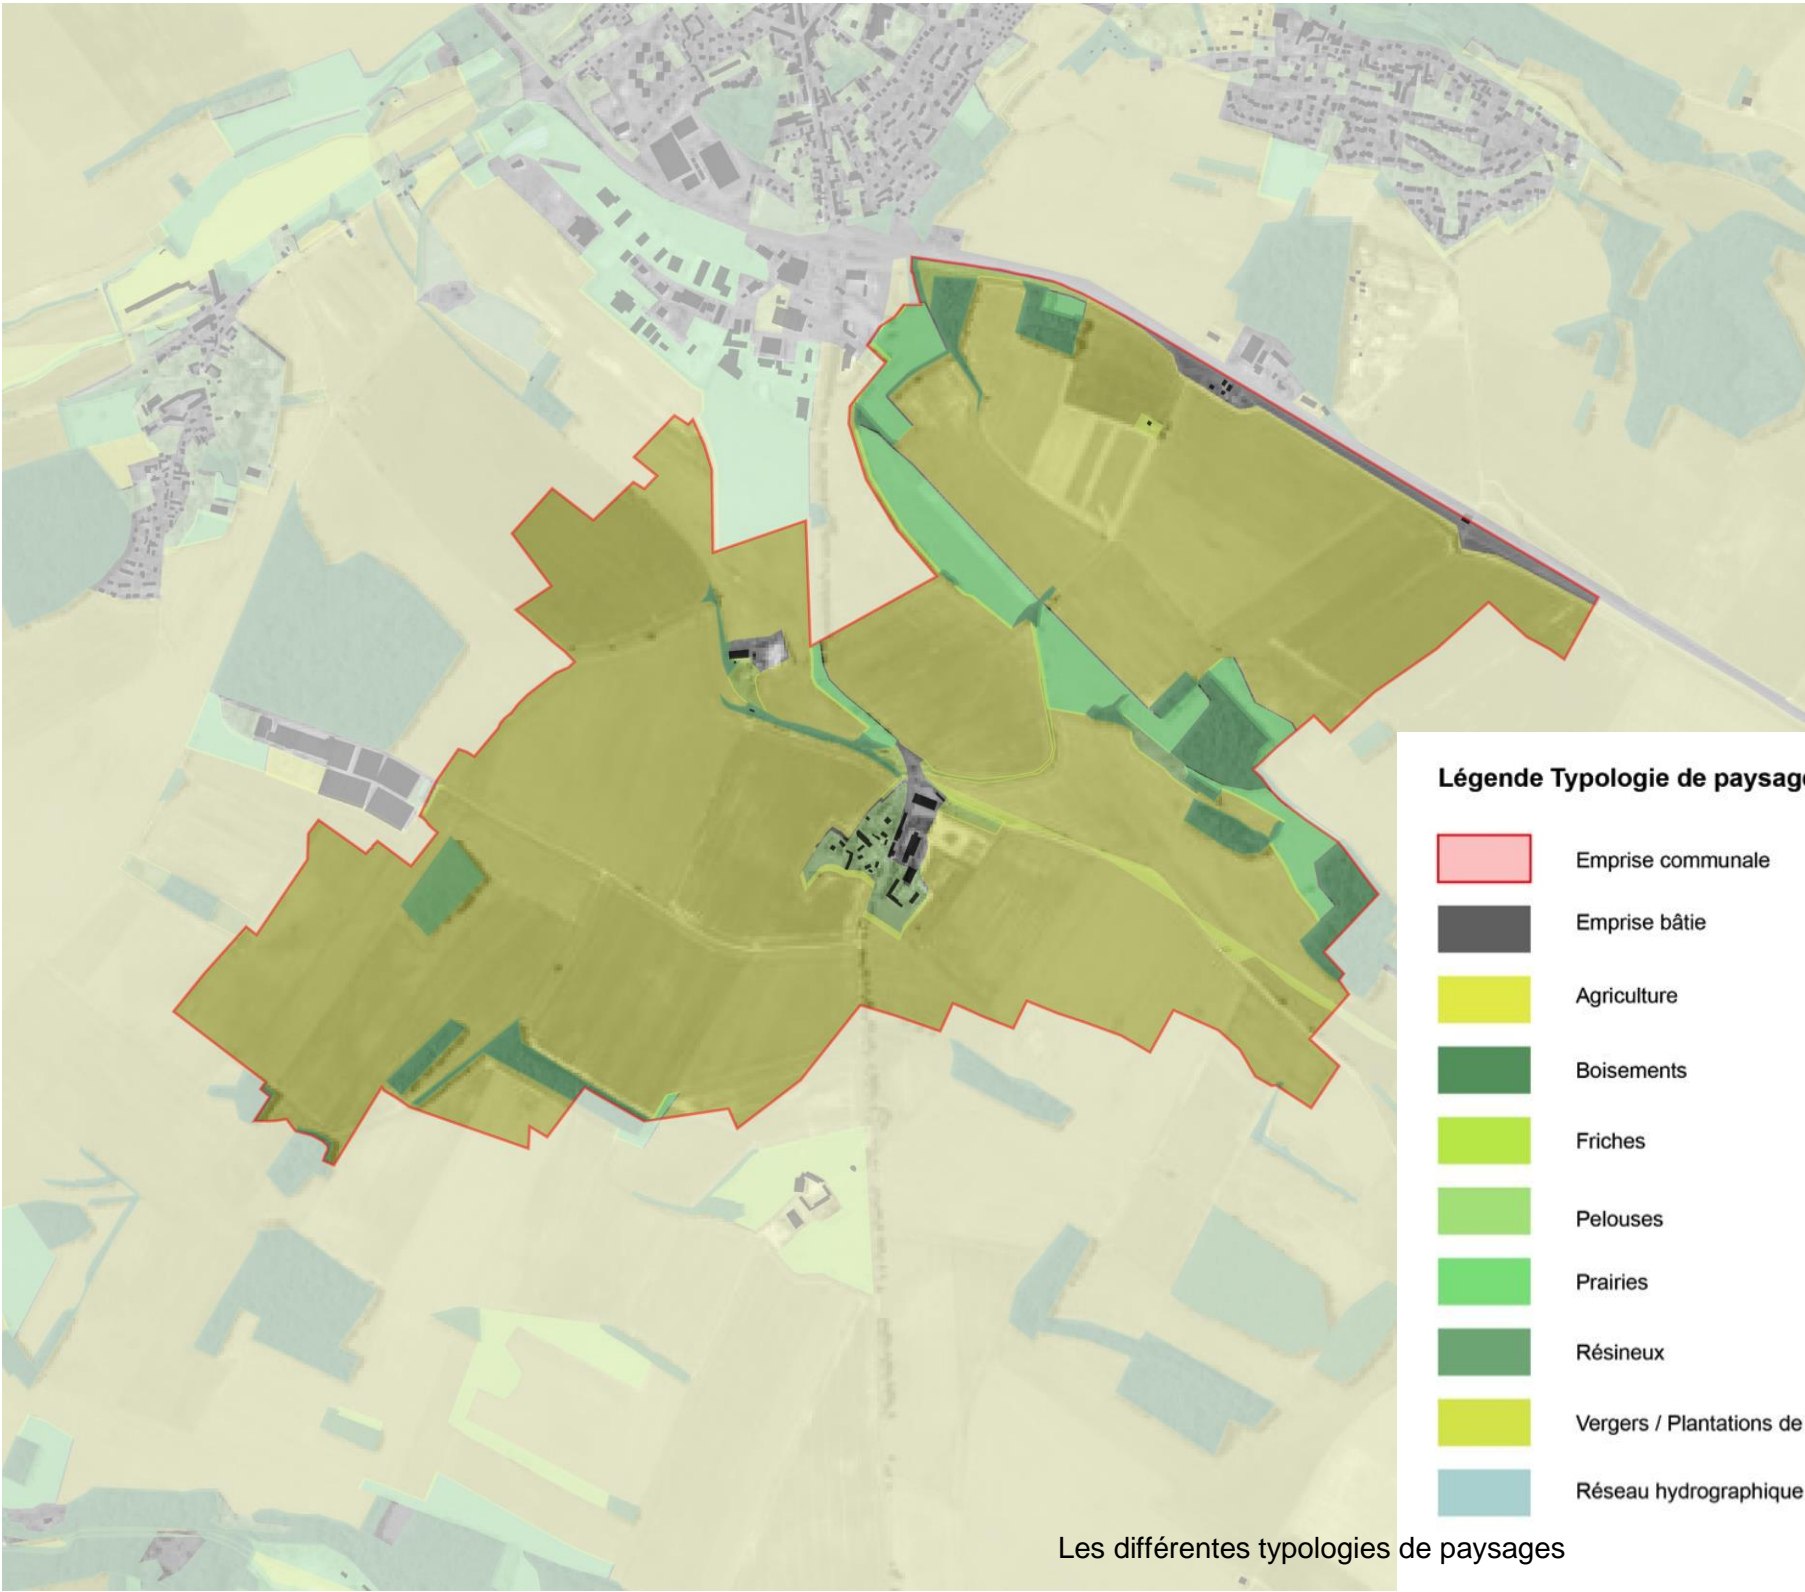 Légende Typologie de paysag
Emprise communale
Emprise bâtie
Agriculture
Boisements
Friches
Pelouses
Prairies
Résineux
Vergers / Plantations de
Réseau hydrographique
Les différentes typologies de paysages